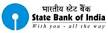 भारतीय स्टेट बैंक
State Bank of India
With you - all the way